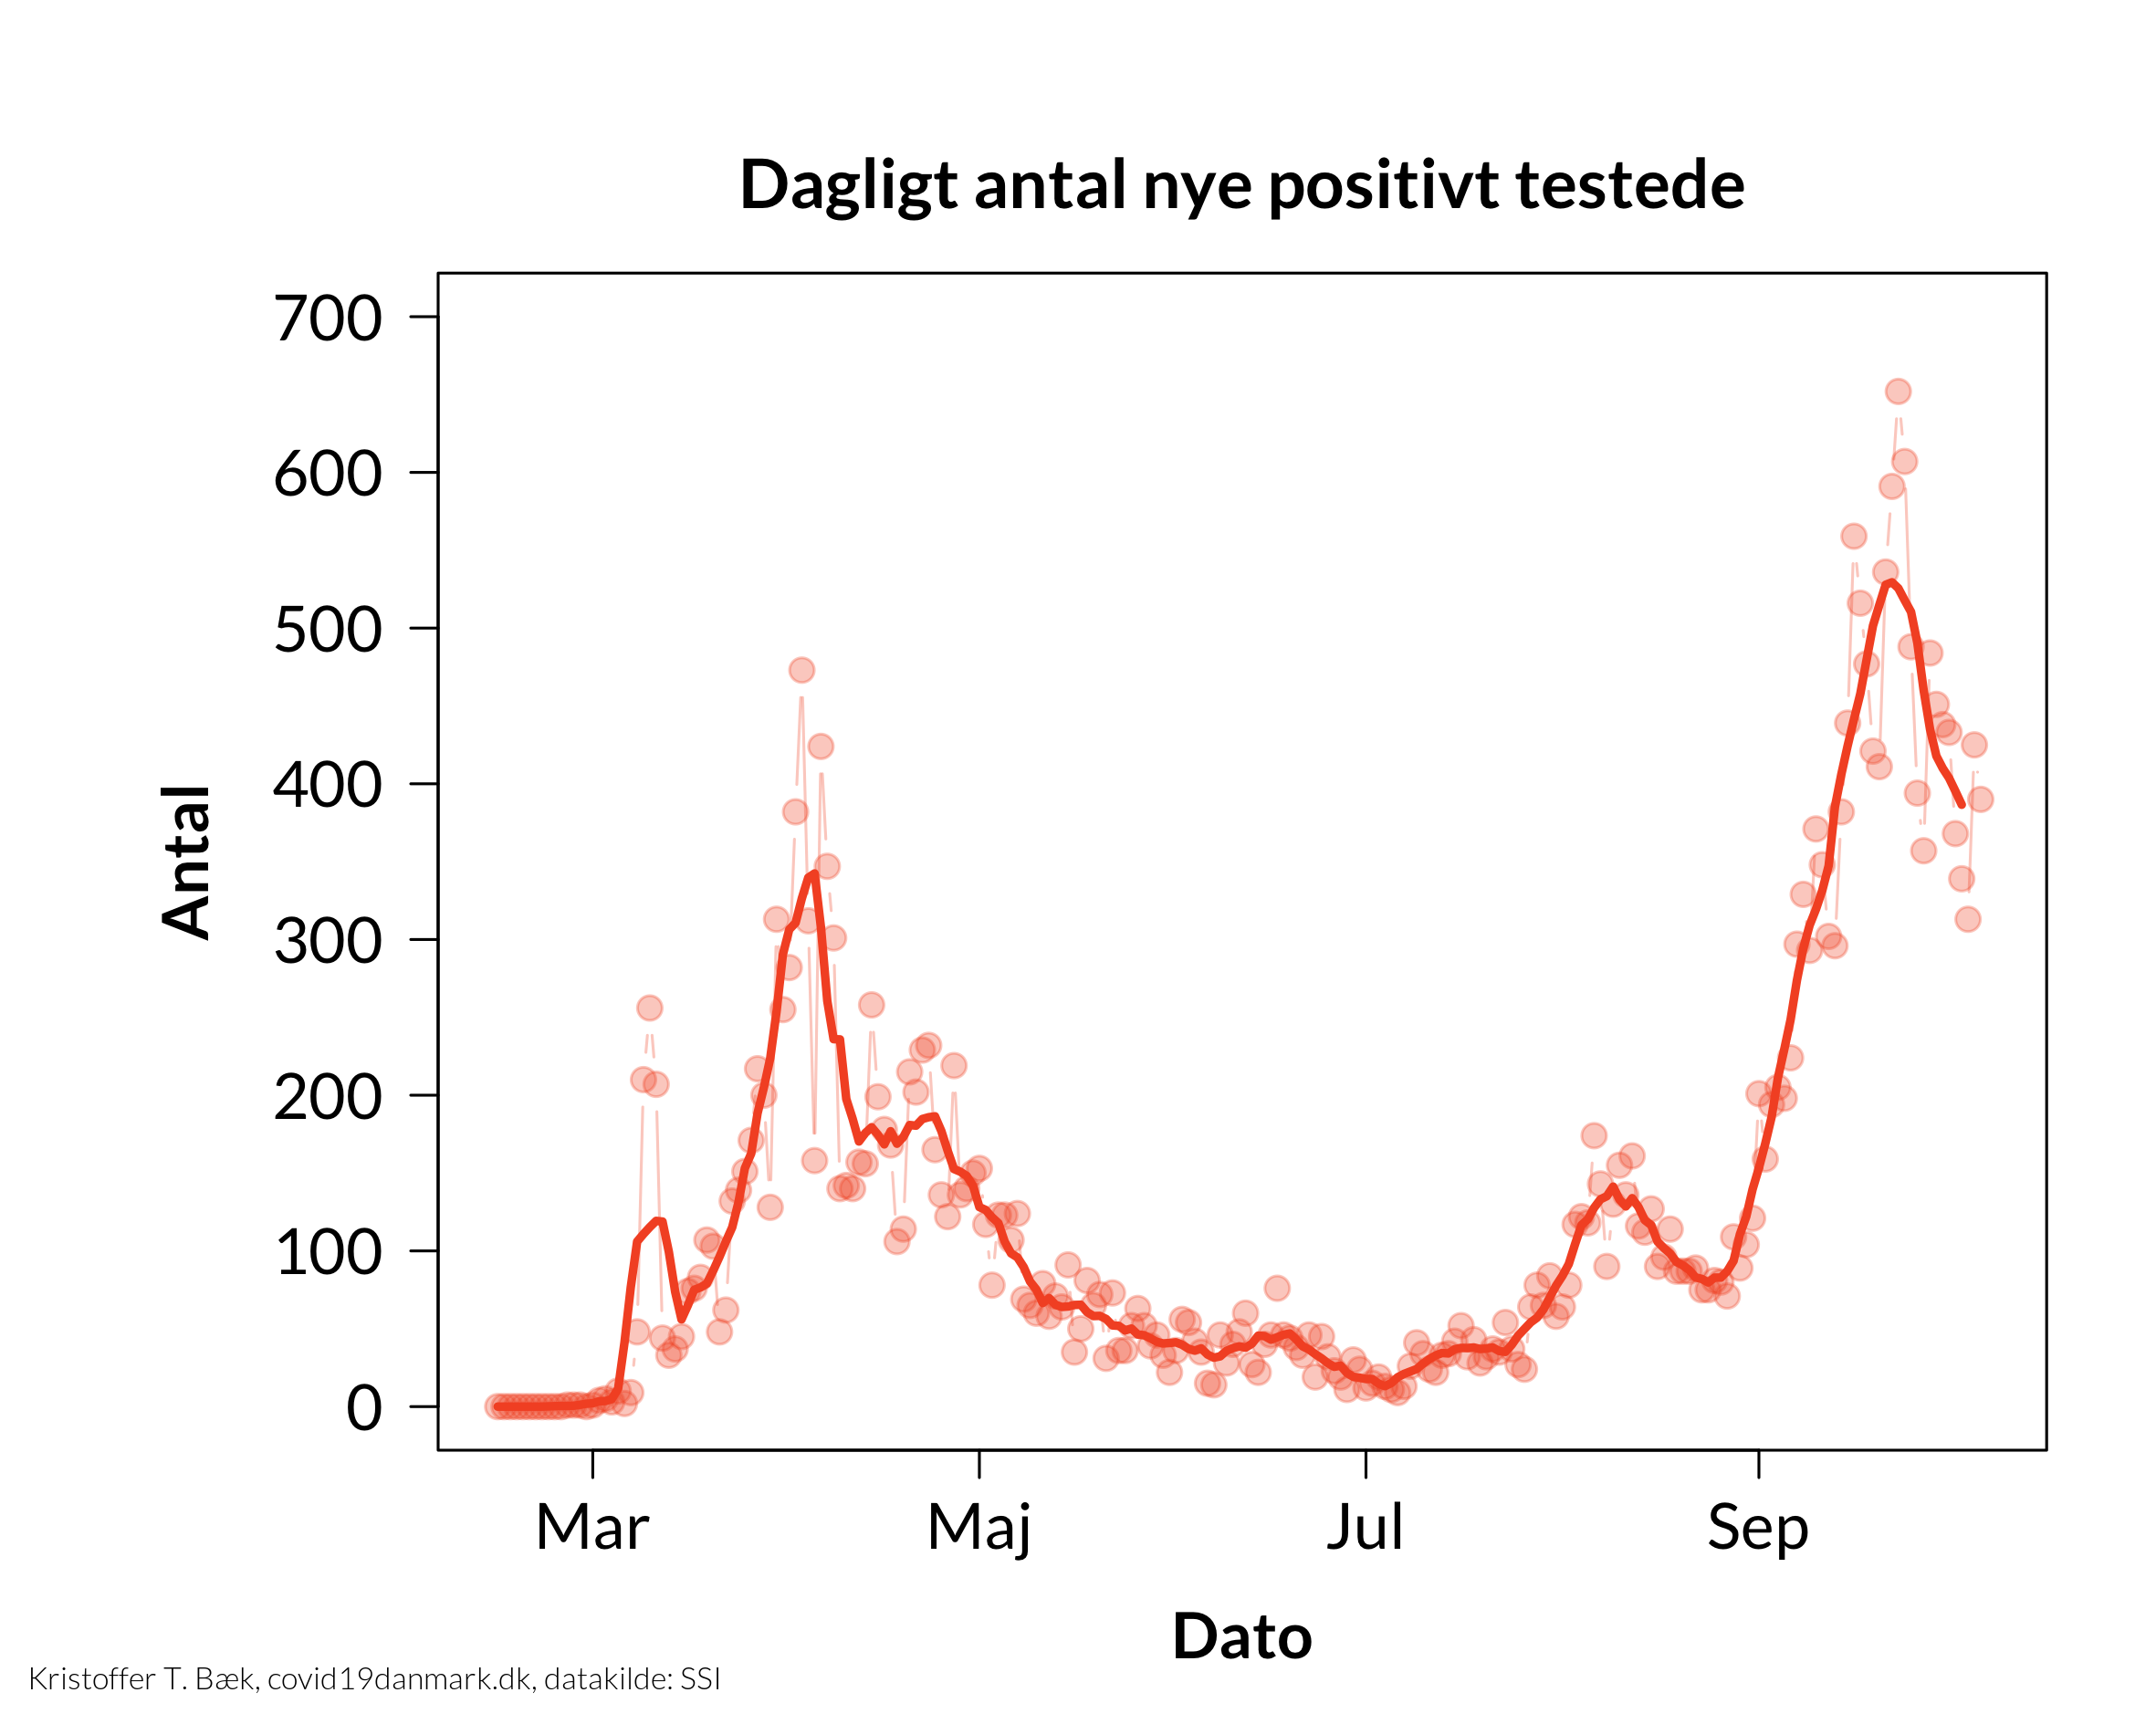 Dagligt antal nye positivt testede
700
600
500
400
300
200
100
0
Antal
Mar Maj Jul Sep
Dato
Kristoffer T. Bæk, covid19danmark.dk, datakilde: SSI